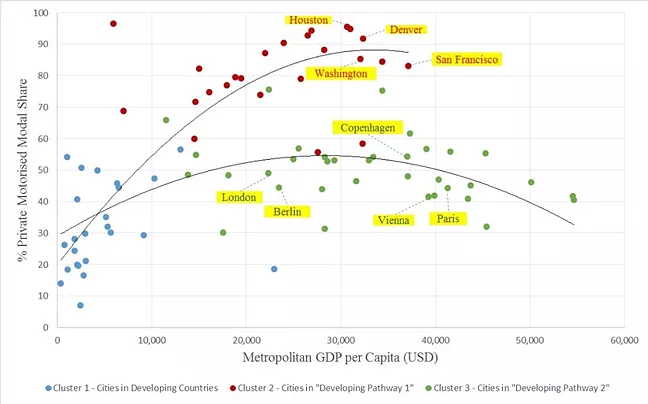 % Private Motorised Modal Share
100
90
80
70
60
50
40
30
20
10
0
Houston
Denver
San Francisco
Washington
Copenhagen
London
Berlin
Vienna
Paris
0
10,000
20,000
30,000
40,000
50,000
60,000
Metropolitan GDP per Capita (USD)
Cluster 1 - Cities in Developing Countries
Cluster 2 - Cities in "Developing Pathway 1"
Cluster 3 - Cities in "Developing Pathway 2"